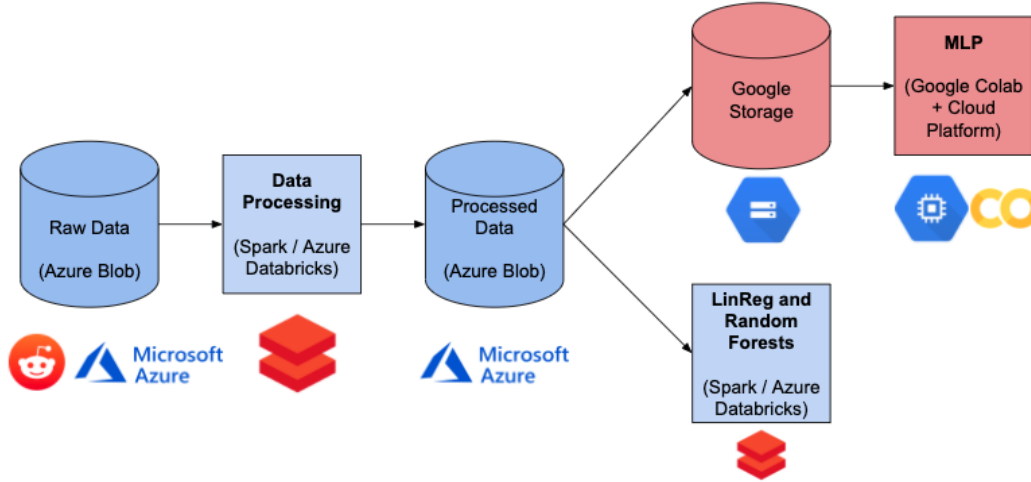 Raw Data
(Azure Blob)
Microsoft
Azure
Data
Processing
(Spark / Azure
Databricks)
Processed
Data
(Azure Blob)
Microsoft
Azure
Google
Storage
MLP
(Google Colab
+ Cloud
Platform)
CO
LinReg and
Random
Forests
(Spark / Azure
Databricks)